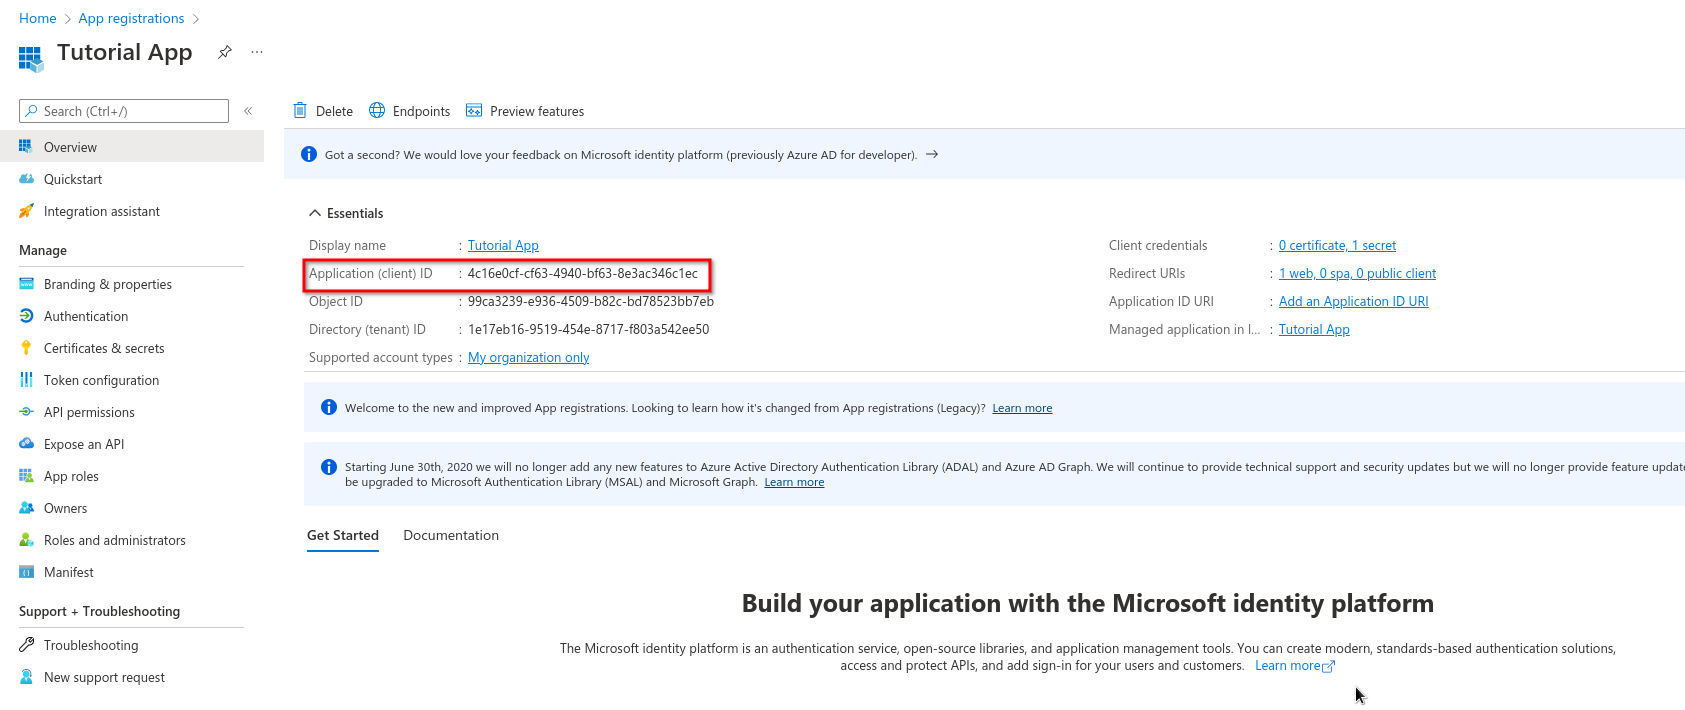 Home > App registrations >
Tutorial App
Search (Ctrl+/)
Overview
Quickstart
Integration assistant
Manage
Branding & properties
Authentication
Certificates & secrets
Token configuration
API permissions
Expose an API
App roles
Owners
Roles and administrators
Manifest
Support + Troubleshooting
Troubleshooting
New support request
Delete Endpoints Preview features
Got a second? We would love your feedback on Microsoft identity platform (previously Azure AD for developer). →
Essentials
Display name : Tutorial App
Application (client) ID : 4c16e0cf-cf63-4940-bf63-8e3ac346c1ec
Object ID : 99ca3239-e936-4509-b82c-bd78523bb7eb
Directory (tenant) ID : 1e17eb16-9519-454e-8717-f803a542ee50
Supported account types : My organization only
Client credentials : 0 certificate, 1 secret
Redirect URIs : 1 web, 0 spa, 0 public client
Application ID URI : Add an Application ID URI
Managed application in l... : Tutorial App
Welcome to the new and improved App registrations. Looking to learn how it's changed from App registrations (Legacy)? Learn more
Starting June 30th, 2020 we will no longer add any new features to Azure Active Directory Authentication Library (ADAL) and Azure AD Graph. We will continue to provide technical support and security updates but we will no longer provide feature update
be upgraded to Microsoft Authentication Library (MSAL) and Microsoft Graph. Learn more
Get Started Documentation
Build your application with the Microsoft identity platform
The Microsoft identity platform is an authentication service, open-source libraries, and application management tools. You can create modern, standards-based authentication solutions,
access and protect APIs, and add sign-in for your users and customers. Learn more